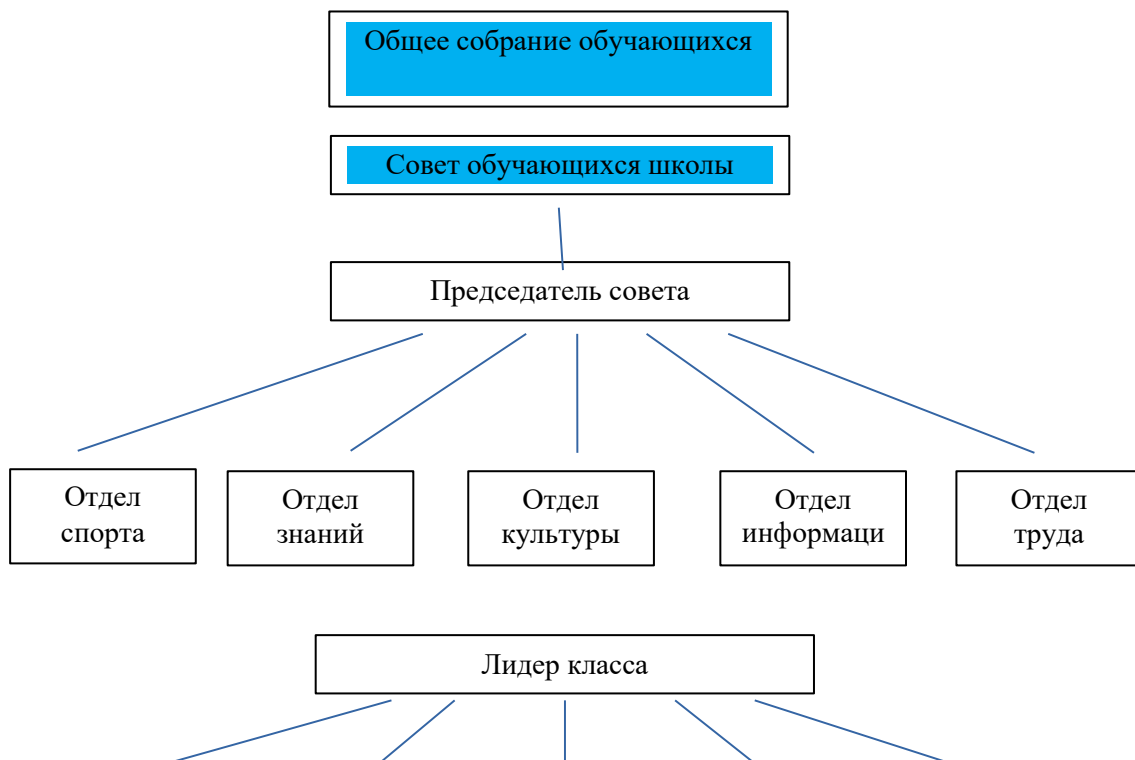 Общее собрание обучающихся
Совет обучающихся школы
Председатель совета
Отдел
спорта
Отдел
знаний
Отдел
культуры
Отдел
информаци
Отдел
труда
Лидер класса